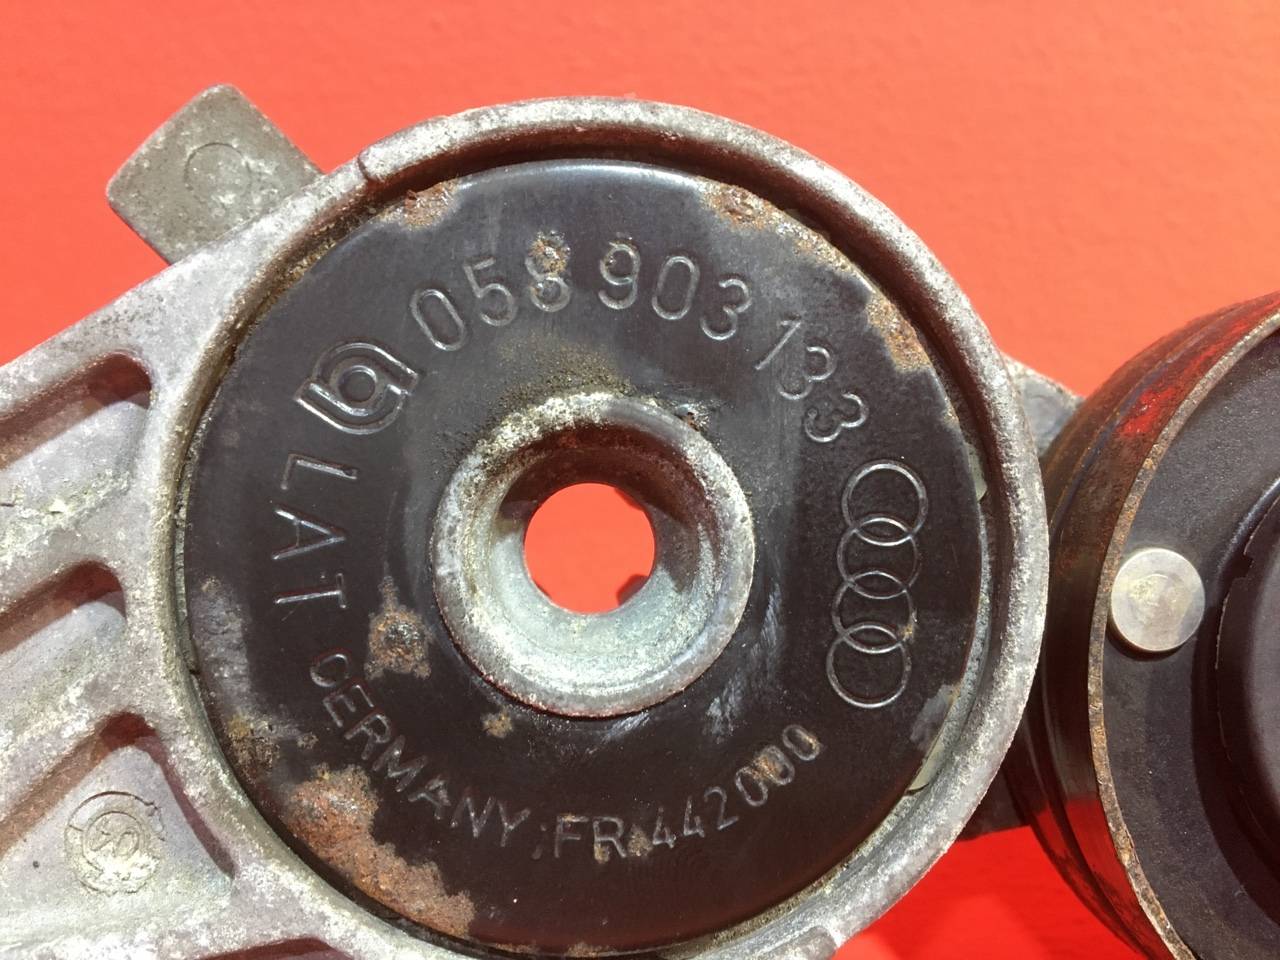 058 903 133
LAT
GERMANY: FR. 442000